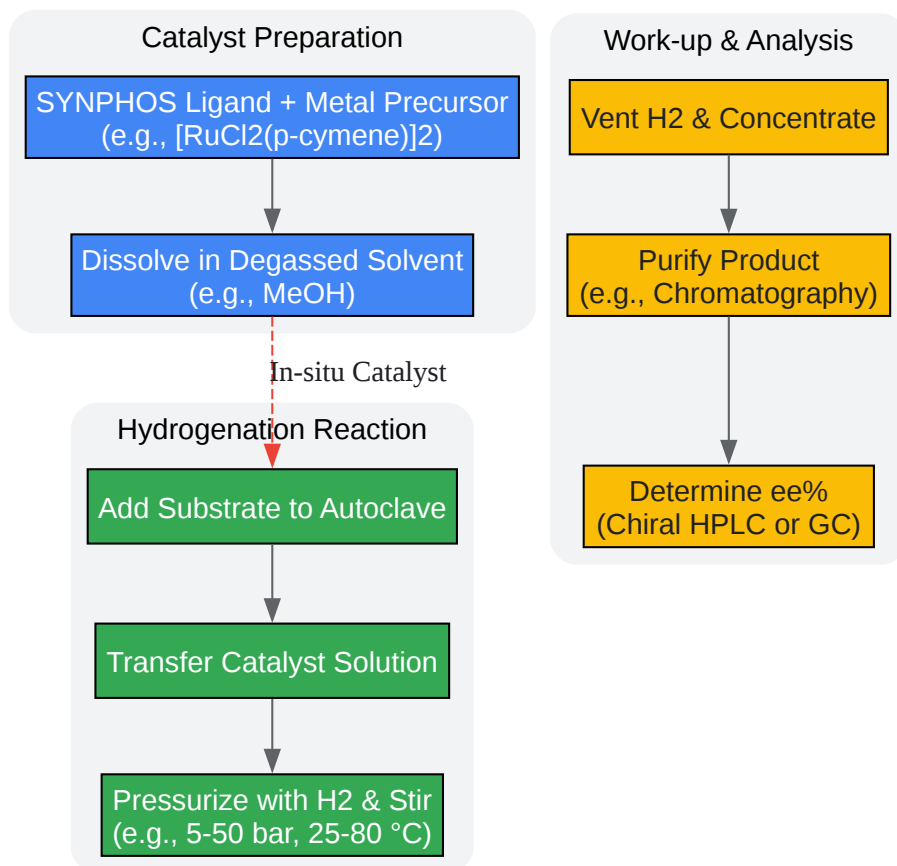 Catalyst Preparation
SYNPHOS Ligand + Metal Precursor
(e.g., [RuCl2(p-cymene)]2)
Dissolve in Degassed Solvent
(e.g., MeOH)
In-situ Catalyst
Hydrogenation Reaction
Add Substrate to Autoclave
Transfer Catalyst Solution
Pressurize with H2 & Stir
(e.g., 5-50 bar, 25-80 °C)
Work-up & Analysis
Vent H2 & Concentrate
Purify Product
(e.g., Chromatography)
Determine ee%
(Chiral HPLC or GC)